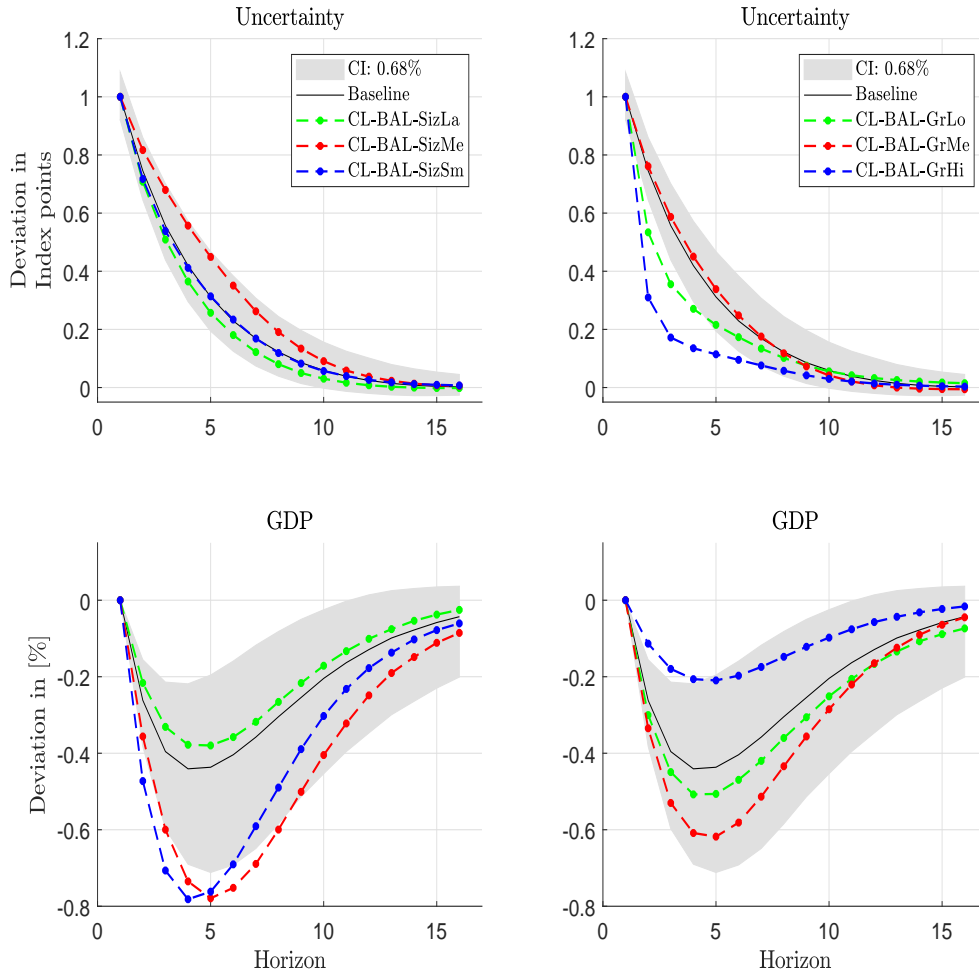 Uncertainty
1.2
1
0.8
0.6
0.4
0.2
0
0
5
10
15
Deviation in
Index points
CI: 0.68%
Baseline
CL-BAL-SizLa
CL-BAL-SizMe
CL-BAL-SizSm
Uncertainty
1.2
1
0.8
0.6
0.4
0.2
0
0
5
10
15
CI: 0.68%
Baseline
CL-BAL-GrLo
CL-BAL-GrMe
CL-BAL-GrHi
GDP
0
-0.2
-0.4
-0.6
-0.8
0
5
10
15
Deviation in [%]
Horizon
GDP
0
-0.2
-0.4
-0.6
-0.8
0
5
10
15
Horizon